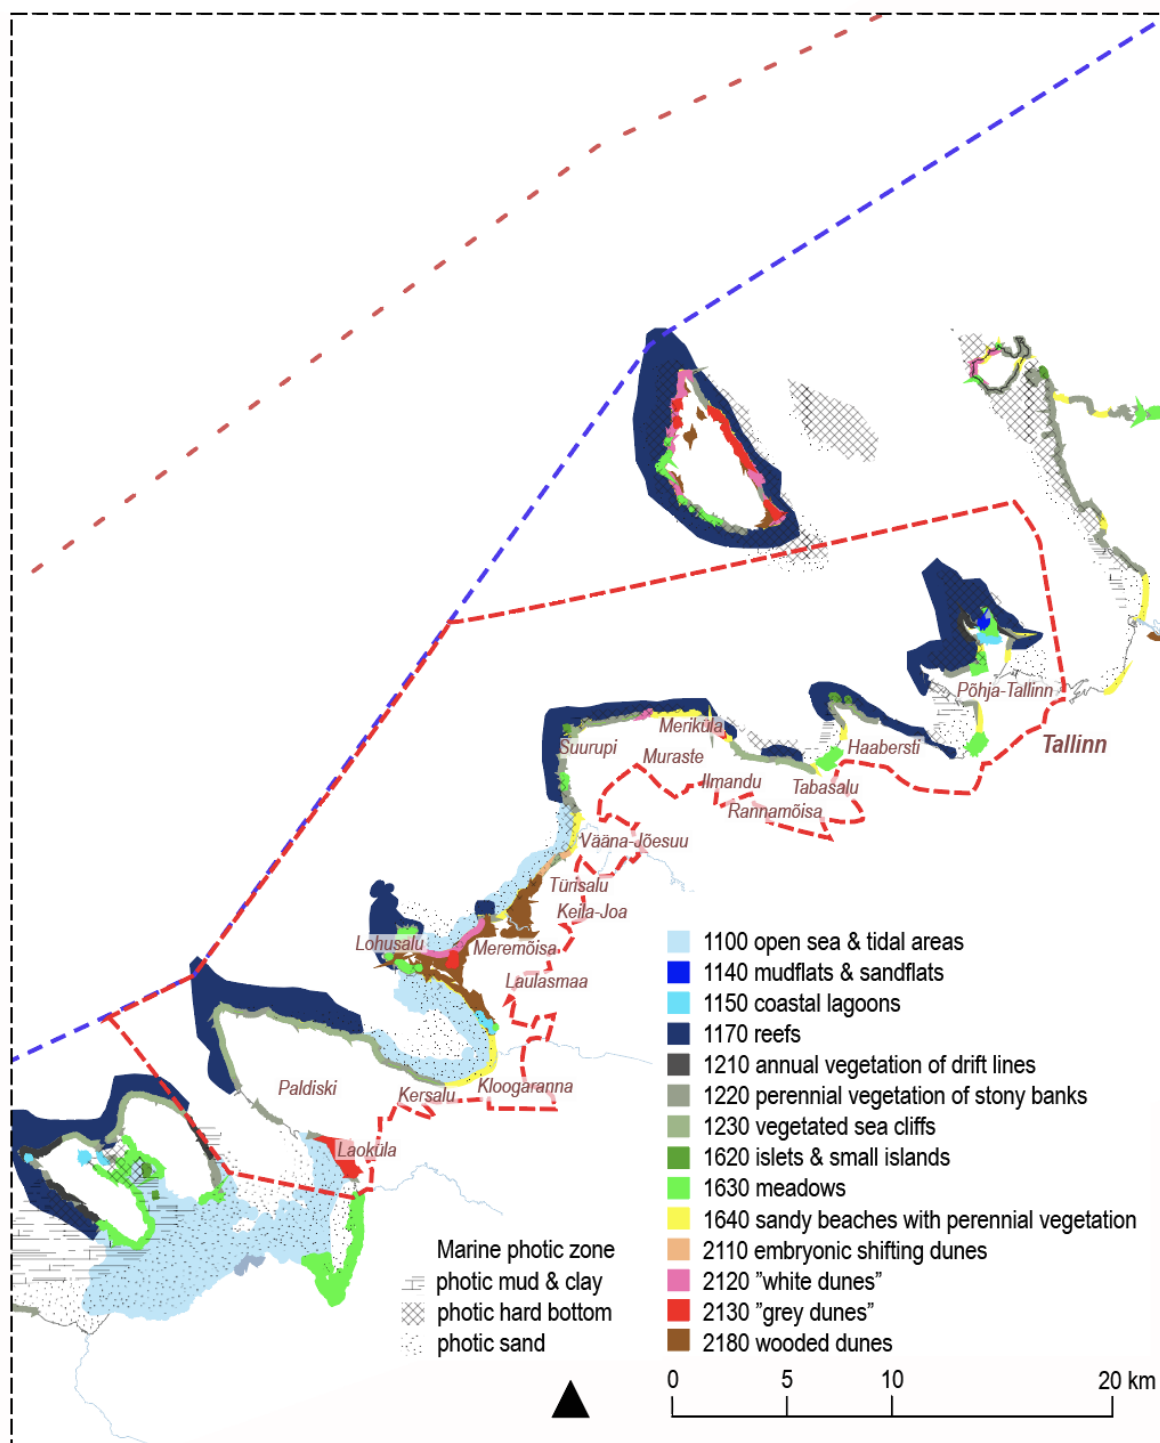 Põhja-Tallinn
Tallinn
Meriküla
Suurupi
Haabersti
Muraste
Ilmandu
Tabasalu
Rannamõisa
Vääna-Jõesuu
Türisalu
Keila-Joa
Lohusalu
Meremõisa
Laulasmaa
Paldiski
Kersalu
Kloogaranna
Laoküla
1100 open sea & tidal areas
1140 mudflats & sandflats
1150 coastal lagoons
1170 reefs
1210 annual vegetation of drift lines
1220 perennial vegetation of stony banks
1230 vegetated sea cliffs
1620 islets & small islands
1630 meadows
1640 sandy beaches with perennial vegetation
2110 embryonic shifting dunes
2120 ”white dunes”
2130 ”grey dunes”
2180 wooded dunes
Marine photic zone
photic mud & clay
photic hard bottom
photic sand
0 5 10 20 km